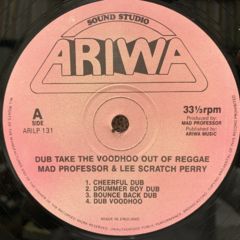 SOUND STUDIO
ARIWA
A
SIDE
ARILP 131
33⅓rpm
Produced by:
MAD PROFESSOR
Published by:
ARIWA MUSIC
DUB TAKE THE VOODHOO OUT OF REGGAE
MAD PROFESSOR & LEE SCRATCH PERRY
1. CHEERFUL DUB
2. DRUMMER BOY DUB
3. BOUNCE BACK DUB
4. DUB VOODHOO
MADE IN ENGLAND